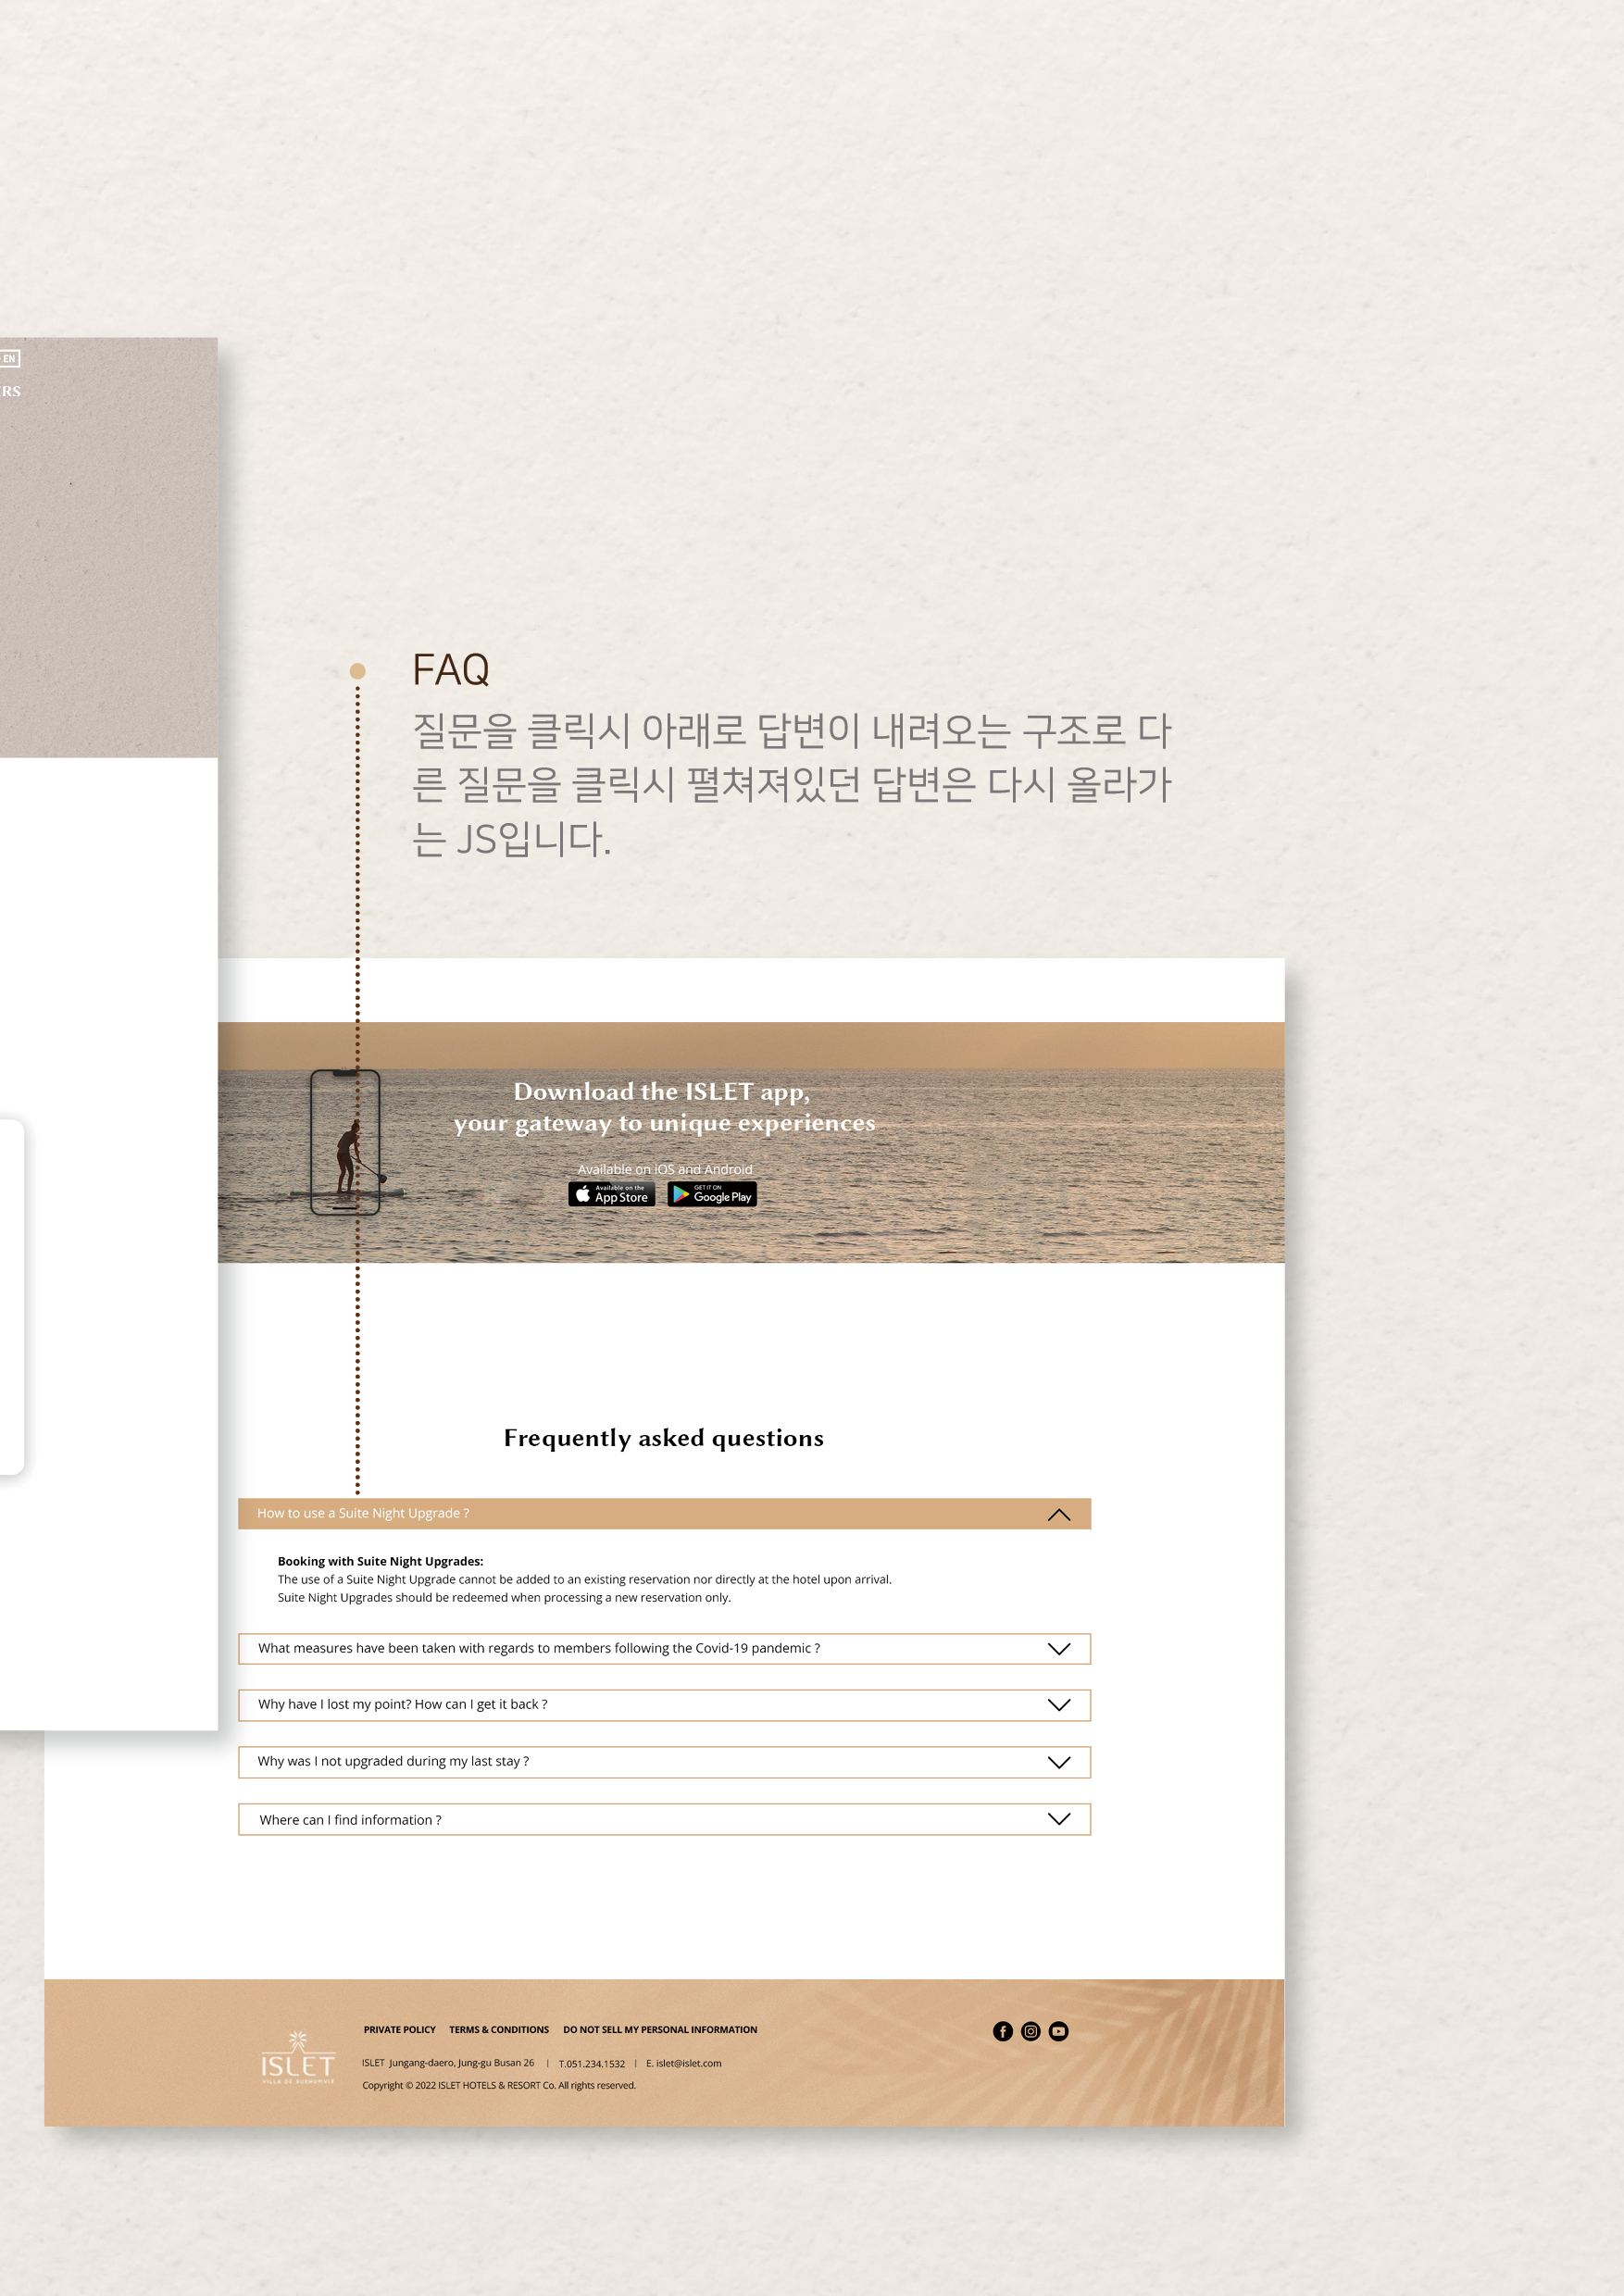 EN
RS
FAQ
질문을 클릭시 아래로 답변이 내려오는 구조로 다
른 질문을 클릭시 펼쳐져있던 답변은 다시 올라가
는 JS입니다.
Download the ISLET app,
your gateway to unique experiences
Available on iOS and Android
Available on the App Store
GET IT ON Google Play
Frequently asked questions
How to use a Suite Night Upgrade ?
Booking with Suite Night Upgrades:
The use of a Suite Night Upgrade cannot be added to an existing reservation nor directly at the hotel upon arrival.
Suite Night Upgrades should be redeemed when processing a new reservation only.
What measures have been taken with regards to members following the Covid-19 pandemic ?
Why have I lost my point? How can I get it back ?
Why was I not upgraded during my last stay ?
Where can I find information ?
PRIVATE POLICY TERMS & CONDITIONS DO NOT SELL MY PERSONAL INFORMATION
ISLET
ISLET Jungang-daero, Jung-gu Busan 26 | T.051.234.1532 | E. islet@islet.com
Copyright © 2022 ISLET HOTELS & RESORT Co. All rights reserved.